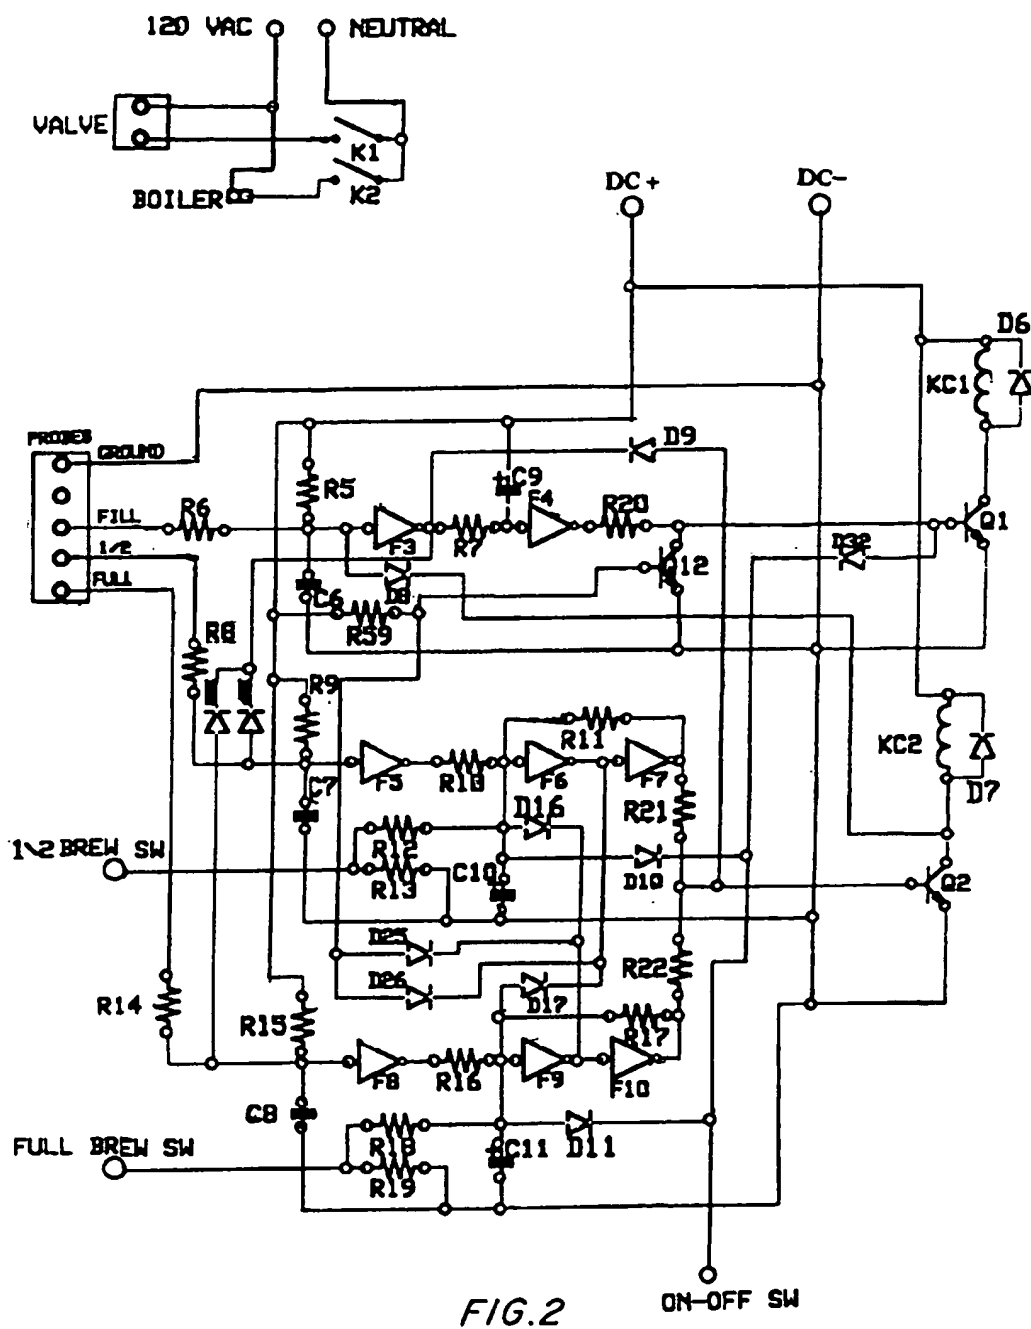 120 VAC NEUTRAL
VALVE
K1
BOILER K2
DC+ DC-
D6
KC1
PROBES
GROUND
D9
R5 C9
F4
R6 R20
FILL
F3 R7 Q1
1/2 D32
D8 Q12
FULL
C6
R59
R8
R9
R11 KC2
F5 R10 F6 F7
C7 D7
D16 R21
R12
1\2 BREW SW
R13 C10 D10 Q2
D25
D26 R22
D17
R14 R15 R17
F8 R16 F9 F10
C8
FULL BREW SW R18 C11 D11
R19
ON-OFF SW
FIG.2